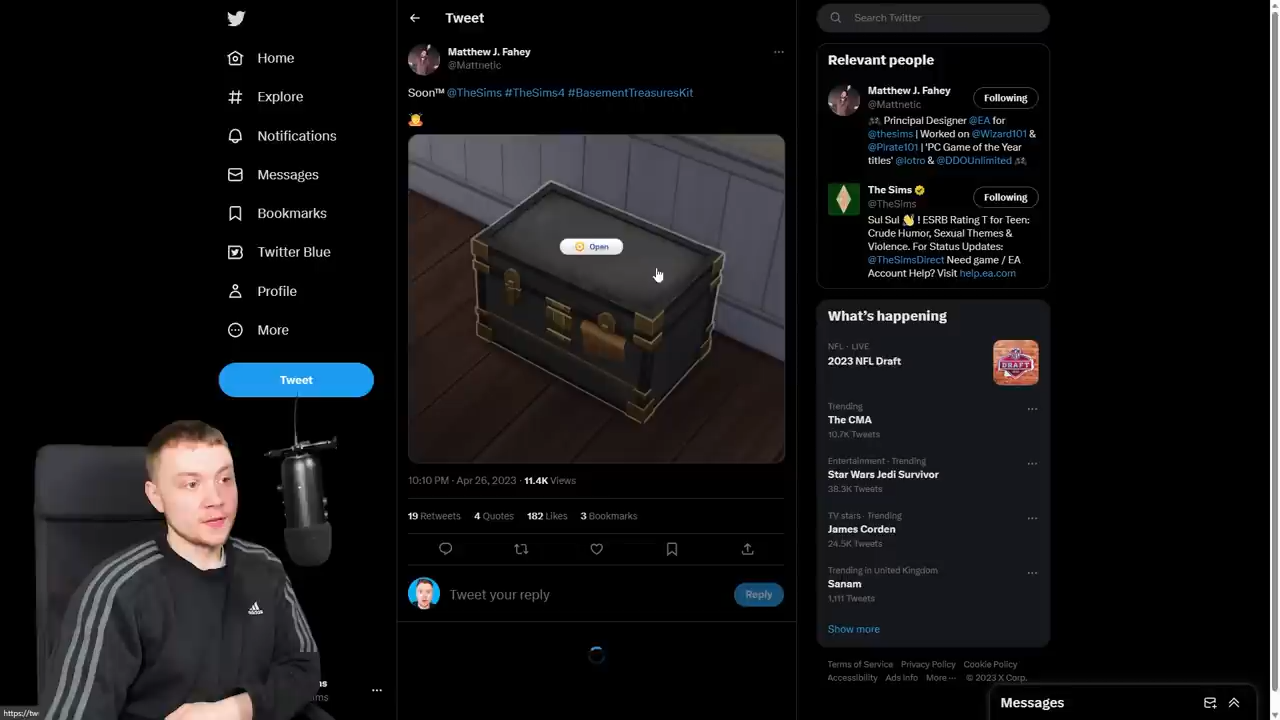 Home
Explore
Notifications
Messages
Bookmarks
Twitter Blue
Profile
More
Tweet
ns
ms
https://tw
Tweet
Matthew J. Fahey
@Mattnetic
Soon™ @TheSims #TheSims4 #BasementTreasuresKit
Open
10:10 PM · Apr 26, 2023 · 11.4K Views
19 Retweets 4 Quotes 182 Likes 3 Bookmarks
Tweet your reply
Reply
Search Twitter
Relevant people
Matthew J. Fahey
@Mattnetic
Following
Principal Designer @EA for
@thesims | Worked on @Wizard101 &
@Pirate101 | 'PC Game of the Year
titles' @lotro & @DDOUnlimited
The Sims
@TheSims
Following
Sul Sul ! ESRB Rating T for Teen:
Crude Humor, Sexual Themes &
Violence. For Status Updates:
@TheSimsDirect Need game / EA
Account Help? Visit help.ea.com
What's happening
NFL · LIVE
2023 NFL Draft
DRAFT
Trending
The CMA
10.7K Tweets
Entertainment · Trending
Star Wars Jedi Survivor
38.3K Tweets
TV stars · Trending
James Corden
24.5K Tweets
Trending in United Kingdom
Sanam
1,111 Tweets
Show more
Terms of Service Privacy Policy Cookie Policy
Accessibility Ads Info More ··· © 2023 X Corp.
Messages